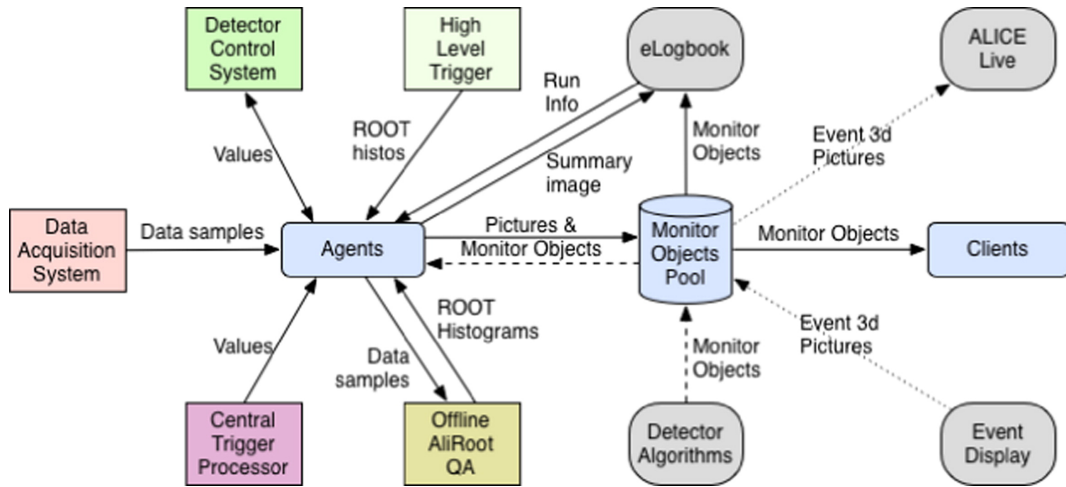 Detector
Control
System
High
Level
Trigger
eLogbook
ALICE
Live
Run
Info
ROOT
histos
Values
Monitor
Objects
Event 3d
Pictures
Summary
image
Data
Acquisition
System
Data samples
Agents
Pictures &
Monitor Objects
Monitor
Objects
Pool
Monitor Objects
Clients
ROOT
Histograms
Values
Data
samples
Monitor
Objects
Event 3d
Pictures
Central
Trigger
Processor
Offline
AliRoot
QA
Detector
Algorithms
Event
Display